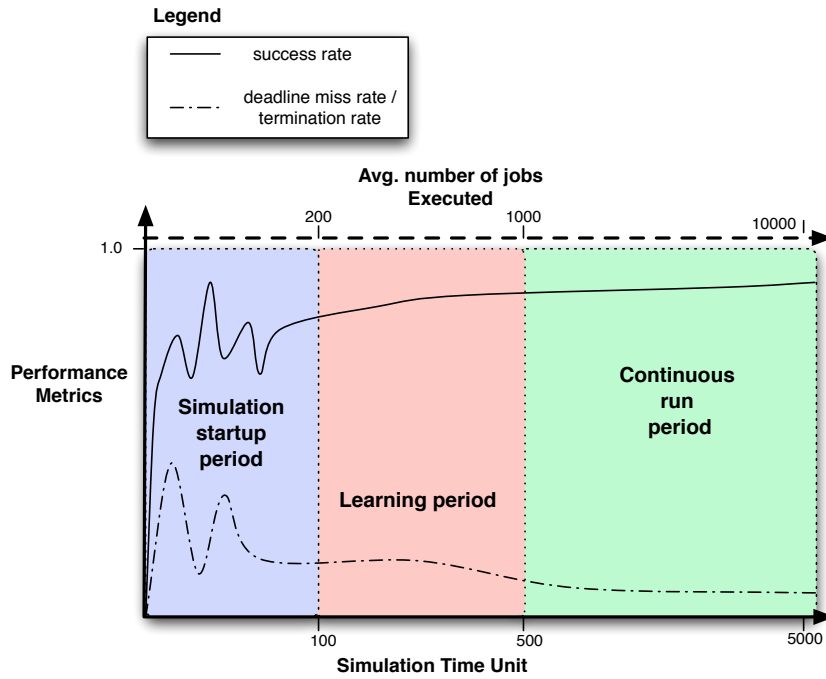 Legend
success rate
deadline miss rate /
termination rate
Avg. number of jobs
Executed
200
1000
10000
1.0
Performance
Metrics
Simulation
startup
period
Learning period
Continuous
run
period
100
500
5000
Simulation Time Unit